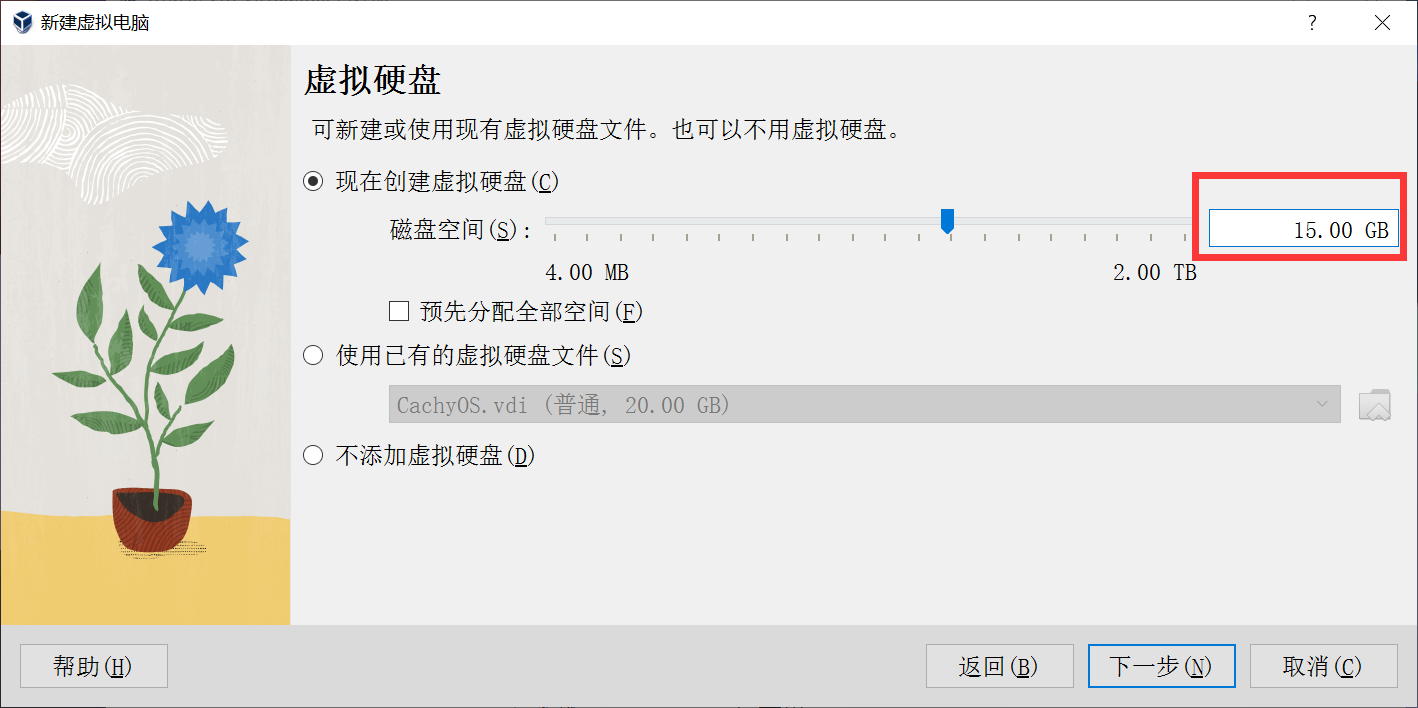 新建虚拟电脑
?
虚拟硬盘
可新建或使用现有虚拟硬盘文件。也可以不用虚拟硬盘。
现在创建虚拟硬盘(C)
磁盘空间(S): 15.00 GB
4.00 MB 2.00 TB
预先分配全部空间(F)
使用已有的虚拟硬盘文件(S)
CachyOS.vdi (普通, 20.00 GB)
不添加虚拟硬盘(D)
帮助(H) 返回(B) 下一步(N) 取消(C)